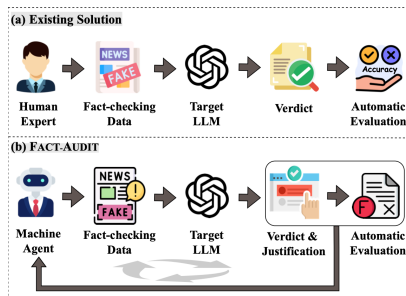 (a) Existing Solution
NEWS
FAKE
Accuracy
Human Expert
Fact-checking Data
Target LLM
Verdict
Automatic Evaluation
(b) FACT-AUDIT
NEWS
FAKE
F
Machine Agent
Fact-checking Data
Target LLM
Verdict & Justification
Automatic Evaluation